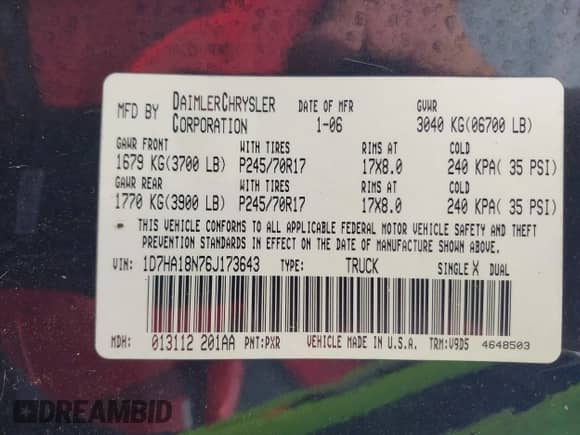 MFD BY DAIMLERCHRYSLER CORPORATION DATE OF MFR 1-06 GVWR 3040 KG(06700 LB)
GAWR FRONT WITH TIRES RIMS AT COLD
1679 KG(3700 LB) P245/70R17 17X8.0 240 KPA( 35 PSI)
GAWR REAR WITH TIRES RIMS AT COLD
1770 KG(3900 LB) P245/70R17 17X8.0 240 KPA( 35 PSI)
THIS VEHICLE CONFORMS TO ALL APPLICABLE FEDERAL MOTOR VEHICLE SAFETY AND THEFT
PREVENTION STANDARDS IN EFFECT ON THE DATE OF MANUFACTURE SHOWN ABOVE.
VIN: 1D7HA18N76J173643 TYPE: TRUCK SINGLE X DUAL
MDH: 013112 201AA PNT:PXR VEHICLE MADE IN U.S.A. TRM:V9D5 4648503
DREAMBID